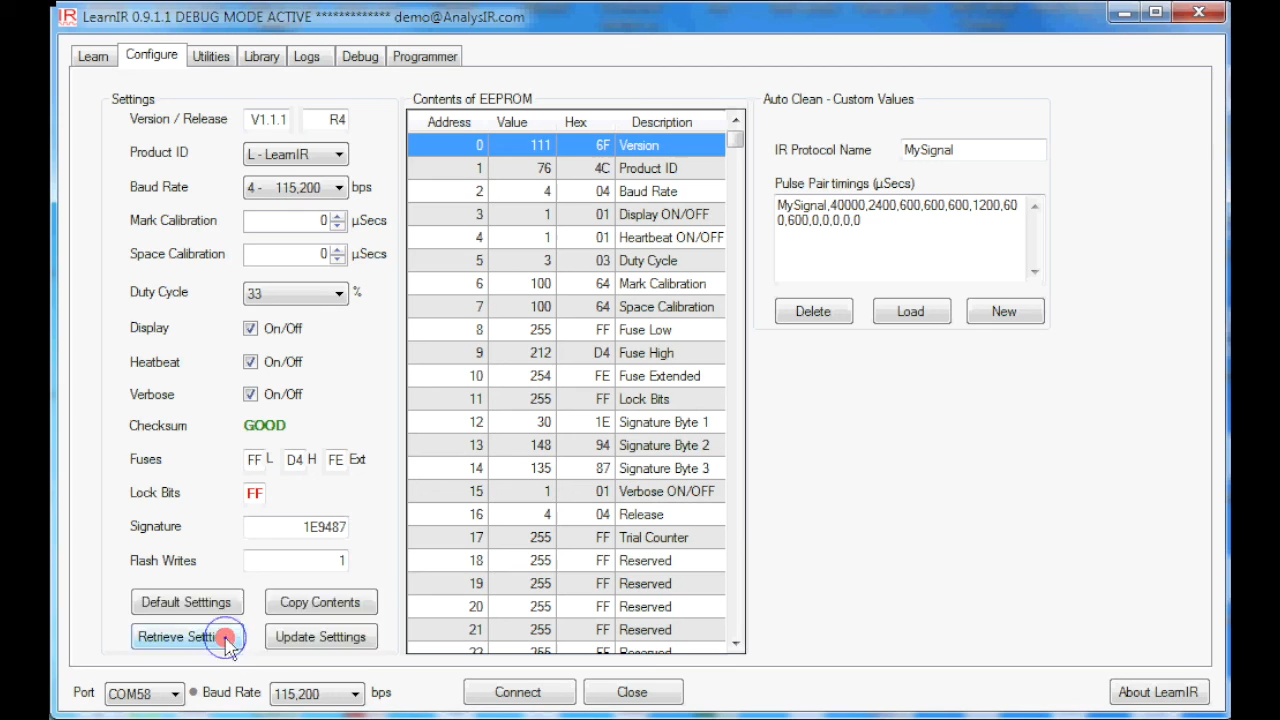 IR LearnIR 0.9.1.1 DEBUG MODE ACTIVE ************* demo@AnalysIR.com
Learn Configure Utilities Library Logs Debug Programmer
Settings
Version / Release V1.1.1 R4
Product ID L - LearnIR
Baud Rate 4 - 115,200 bps
Mark Calibration 0 µSecs
Space Calibration 0 µSecs
Duty Cycle 33 %
Display On/Off
Heatbeat On/Off
Verbose On/Off
Checksum GOOD
Fuses FF L D4 H FE Ext
Lock Bits FF
Signature 1E9487
Flash Writes 1
Default Setttings Copy Contents
Retrieve Update Setttings
Contents of EEPROM
Address Value Hex Description
0 111 6F Version
1 76 4C Product ID
2 4 04 Baud Rate
3 1 01 Display ON/OFF
4 1 01 Heartbeat ON/OFF
5 3 03 Duty Cycle
6 100 64 Mark Calibration
7 100 64 Space Calibration
8 255 FF Fuse Low
9 212 D4 Fuse High
10 254 FE Fuse Extended
11 255 FF Lock Bits
12 30 1E Signature Byte 1
13 148 94 Signature Byte 2
14 135 87 Signature Byte 3
15 1 01 Verbose ON/OFF
16 4 04 Release
17 255 FF Trial Counter
18 255 FF Reserved
19 255 FF Reserved
20 255 FF Reserved
21 255 FF Reserved
22 255 FF Reserved
Auto Clean - Custom Values
IR Protocol Name MySignal
Pulse Pair timings (µSecs)
MySignal,40000,2400,600,600,600,1200,60
0,600,0,0,0,0,0
Delete Load New
Port COM58 Baud Rate 115,200 bps Connect Close About LearnIR